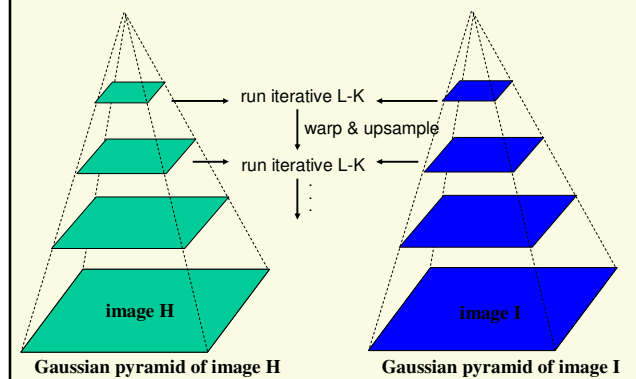 run iterative L-K
warp & upsample
run iterative L-K
.
.
.
image H
image I
Gaussian pyramid of image H
Gaussian pyramid of image I